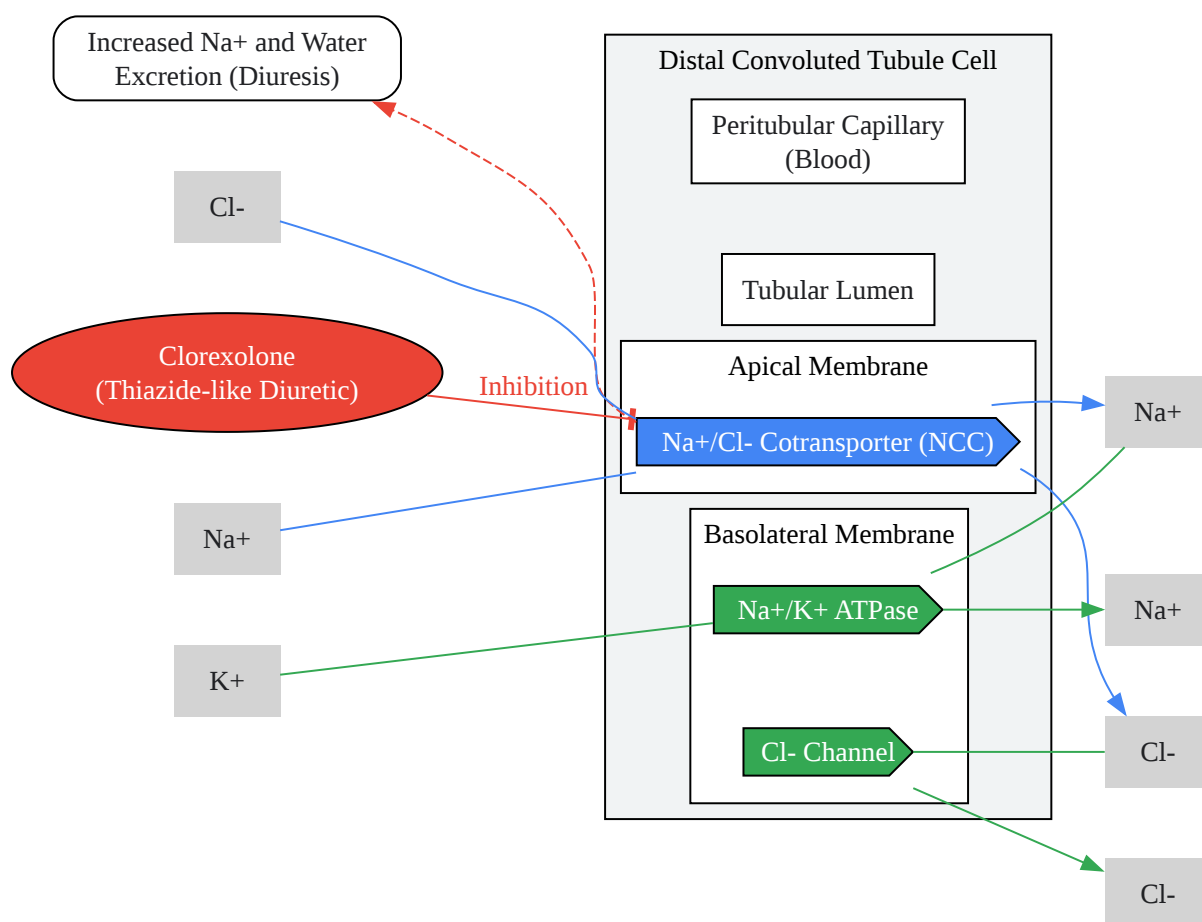 Increased Na+ and Water
Excretion (Diuresis)
Distal Convoluted Tubule Cell
Peritubular Capillary
(Blood)
Cl-
Tubular Lumen
Clorexolone
(Thiazide-like Diuretic)
Inhibition
Apical Membrane
Na+/Cl- Cotransporter (NCC)
Na+
Na+
Basolateral Membrane
Na+/K+ ATPase
Na+
K+
Cl- Channel
Cl-
Cl-